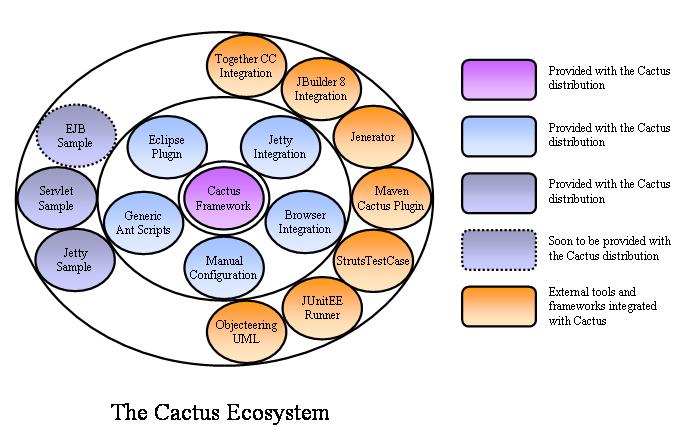 Together CC
Integration
JBuilder 8
Integration
Jenerator
Maven
Cactus Plugin
StrutsTestCase
JUnitEE
Runner
Objecteering
UML
EJB
Sample
Servlet
Sample
Jetty
Sample
Eclipse
Plugin
Jetty
Integration
Generic
Ant Scripts
Browser
Integration
Manual
Configuration
Cactus
Framework
Provided with the Cactus
distribution
Provided with the Cactus
distribution
Provided with the Cactus
distribution
Soon to be provided with
the Cactus distribution
External tools and
frameworks integrated
with Cactus
The Cactus Ecosystem